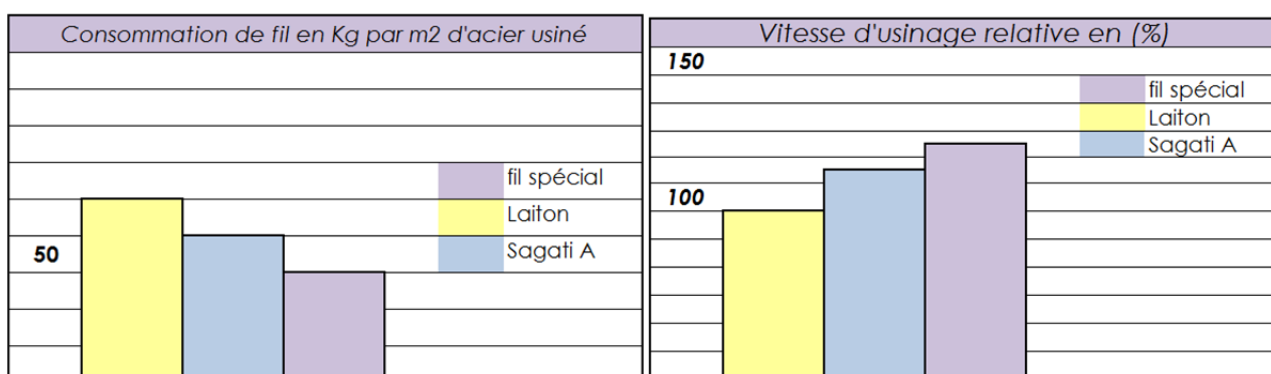 Consommation de fil en Kg par m2 d'acier usiné
fil spécial
Laiton
Sagati A
50
Vitesse d'usinage relative en (%)
150
fil spécial
Laiton
Sagati A
100